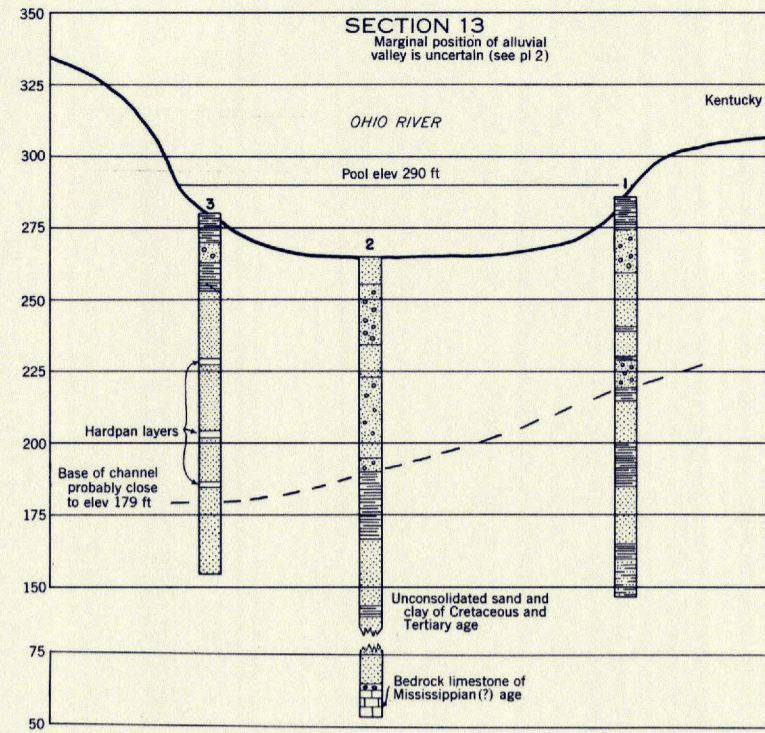 SECTION 13
Marginal position of alluvial
valley is uncertain (see pl 2)
350
325
300
275
250
225
200
175
150
75
50
Kentucky
OHIO RIVER
Pool elev 290 ft
3
2
1
Hardpan layers
Base of channel
probably close
to elev 179 ft
Unconsolidated sand and
clay of Cretaceous and
Tertiary age
Bedrock limestone of
Mississippian (?) age